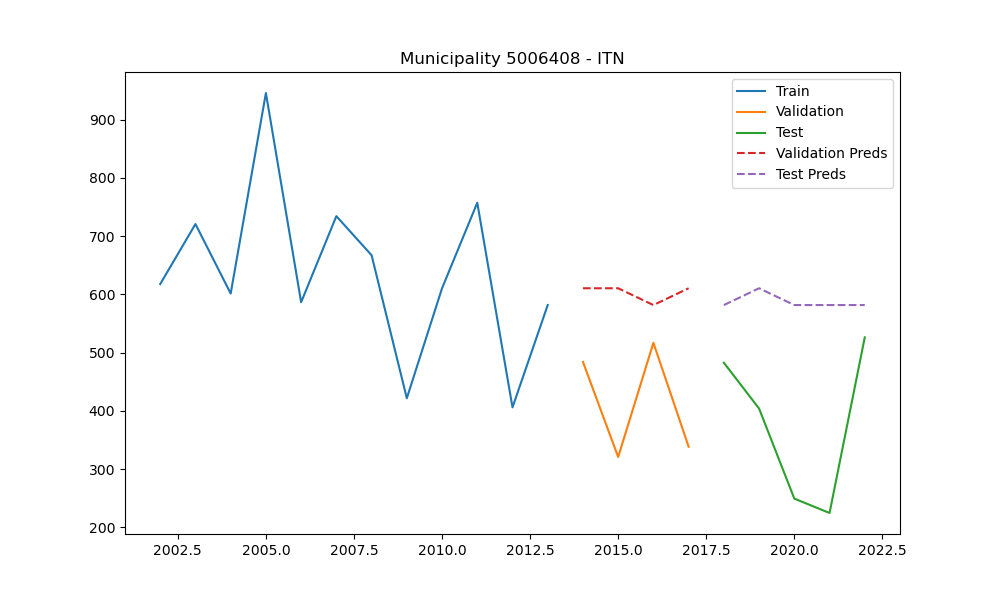 Municipality 5006408 - ITN
Train
Validation
Test
Validation Preds
Test Preds
900
800
700
600
500
400
300
200
2002.5 2005.0 2007.5 2010.0 2012.5 2015.0 2017.5 2020.0 2022.5